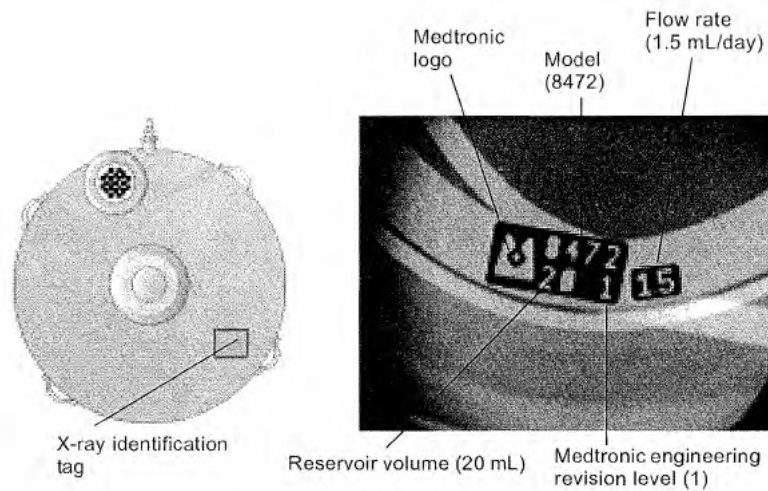 Medtronic
logo
Model
(8472)
Flow rate
(1.5 mL/day)
8472
20 1 15
X-ray identification
tag
Reservoir volume (20 mL)
Medtronic engineering
revision level (1)